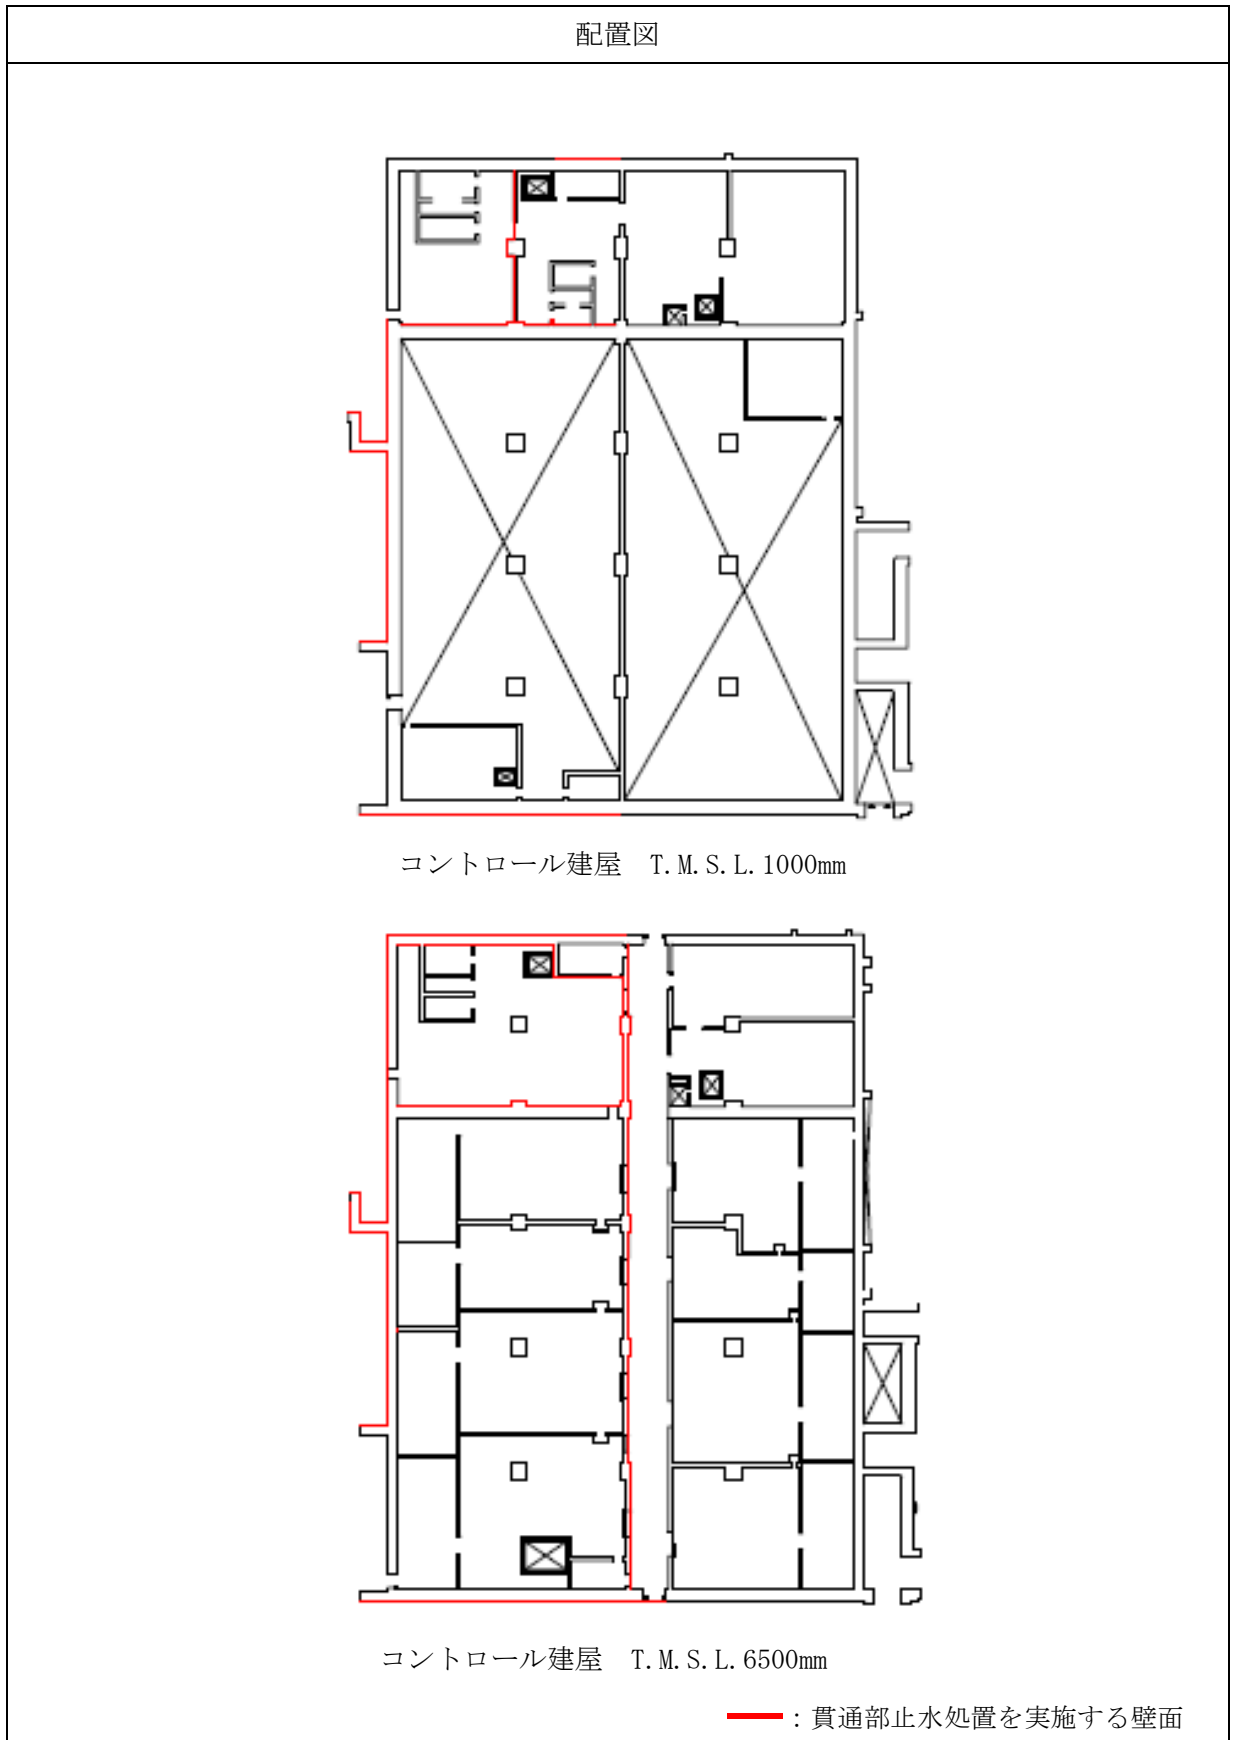 配置図
コントロール建屋　T.M.S.L.1000mm
コントロール建屋　T.M.S.L.6500mm
：貫通部止水処置を実施する壁面